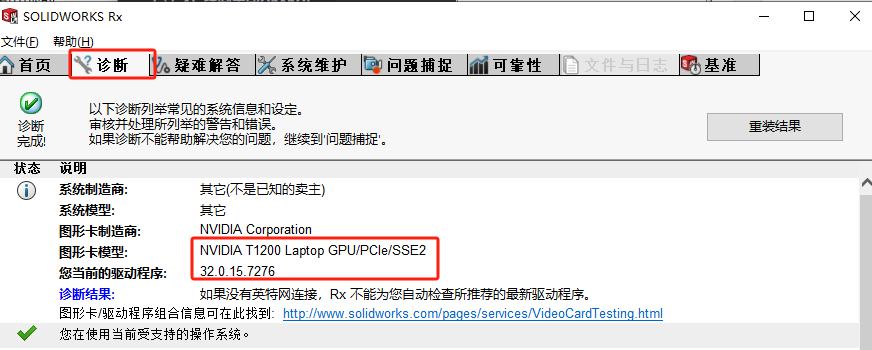 SOLIDWORKS Rx
文件(F) 帮助(H)
首页 诊断 疑难解答 系统维护 问题捕捉 可靠性 文件与日志 基准
诊断
完成!
以下诊断列举常见的系统信息和设定。
审核并处理所列举的警告和错误。
如果诊断不能帮助解决您的问题，继续到'问题捕捉'。
重装结果
状态 说明
系统制造商: 其它(不是已知的卖主)
系统模型: 其它
图形卡制造商: NVIDIA Corporation
图形卡模型: NVIDIA T1200 Laptop GPU/PCIe/SSE2
您当前的驱动程序: 32.0.15.7276
诊断结果: 如果没有英特网连接，Rx 不能为您自动检查所推荐的最新驱动程序。
图形卡/驱动程序组合信息可在此找到: http://www.solidworks.com/pages/services/VideoCardTesting.html
您在使用当前受支持的操作系统。